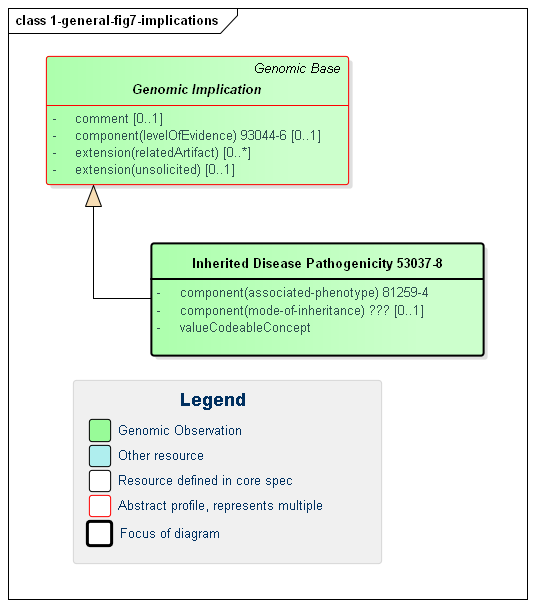 class 1-general-fig7-implications
Genomic Base
Genomic Implication
- comment [0..1]
- component(levelOfEvidence) 93044-6 [0..1]
- extension(relatedArtifact) [0..*]
- extension(unsolicited) [0..1]
Inherited Disease Pathogenicity 53037-8
- component(associated-phenotype) 81259-4
- component(mode-of-inheritance) ??? [0..1]
- valueCodeableConcept
Legend
Genomic Observation
Other resource
Resource defined in core spec
Abstract profile, represents multiple
Focus of diagram